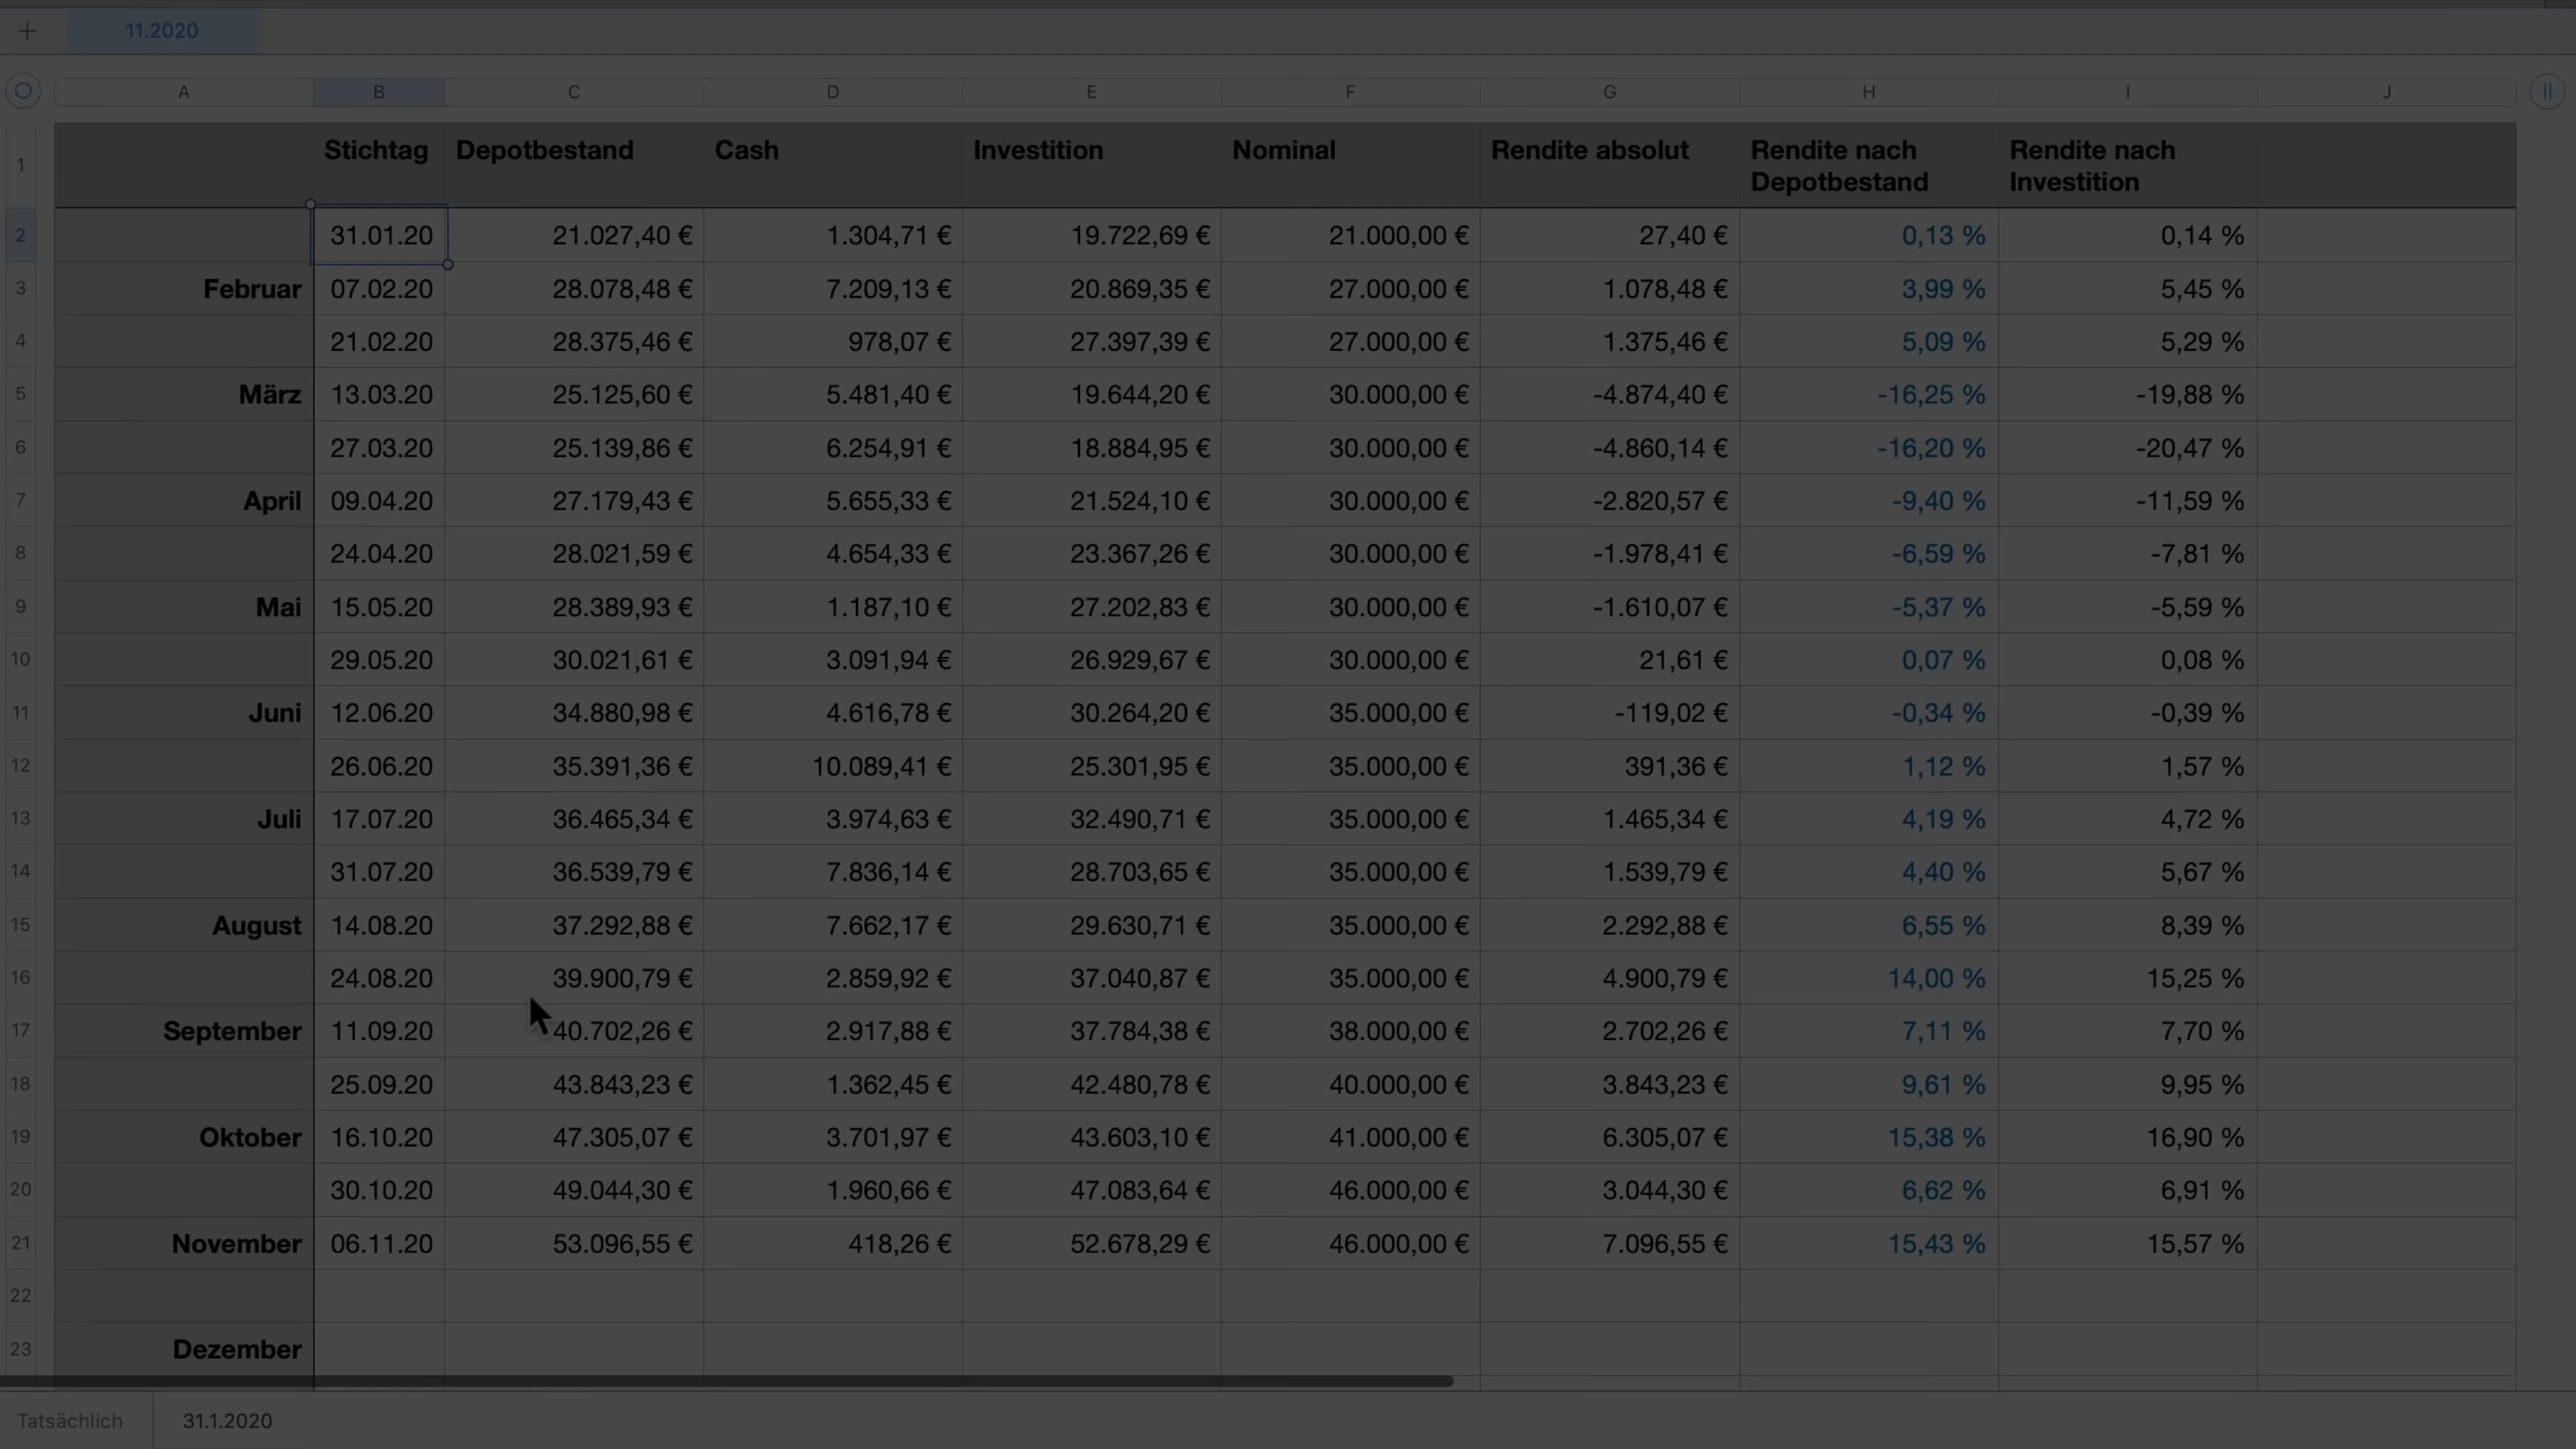 11.2020
A B C D E F G H I J
1 Stichtag Depotbestand Cash Investition Nominal Rendite absolut Rendite nach Depotbestand Rendite nach Investition
2 31.01.20 21.027,40 € 1.304,71 € 19.722,69 € 21.000,00 € 27,40 € 0,13 % 0,14 %
3 Februar 07.02.20 28.078,48 € 7.209,13 € 20.869,35 € 27.000,00 € 1.078,48 € 3,99 % 5,45 %
4 21.02.20 28.375,46 € 978,07 € 27.397,39 € 27.000,00 € 1.375,46 € 5,09 % 5,29 %
5 März 13.03.20 25.125,60 € 5.481,40 € 19.644,20 € 30.000,00 € -4.874,40 € -16,25 % -19,88 %
6 27.03.20 25.139,86 € 6.254,91 € 18.884,95 € 30.000,00 € -4.860,14 € -16,20 % -20,47 %
7 April 09.04.20 27.179,43 € 5.655,33 € 21.524,10 € 30.000,00 € -2.820,57 € -9,40 % -11,59 %
8 24.04.20 28.021,59 € 4.654,33 € 23.367,26 € 30.000,00 € -1.978,41 € -6,59 % -7,81 %
9 Mai 15.05.20 28.389,93 € 1.187,10 € 27.202,83 € 30.000,00 € -1.610,07 € -5,37 % -5,59 %
10 29.05.20 30.021,61 € 3.091,94 € 26.929,67 € 30.000,00 € 21,61 € 0,07 % 0,08 %
11 Juni 12.06.20 34.880,98 € 4.616,78 € 30.264,20 € 35.000,00 € -119,02 € -0,34 % -0,39 %
12 26.06.20 35.391,36 € 10.089,41 € 25.301,95 € 35.000,00 € 391,36 € 1,12 % 1,57 %
13 Juli 17.07.20 36.465,34 € 3.974,63 € 32.490,71 € 35.000,00 € 1.465,34 € 4,19 % 4,72 %
14 31.07.20 36.539,79 € 7.836,14 € 28.703,65 € 35.000,00 € 1.539,79 € 4,40 % 5,67 %
15 August 14.08.20 37.292,88 € 7.662,17 € 29.630,71 € 35.000,00 € 2.292,88 € 6,55 % 8,39 %
16 24.08.20 39.900,79 € 2.859,92 € 37.040,87 € 35.000,00 € 4.900,79 € 14,00 % 15,25 %
17 September 11.09.20 40.702,26 € 2.917,88 € 37.784,38 € 38.000,00 € 2.702,26 € 7,11 % 7,70 %
18 25.09.20 43.843,23 € 1.362,45 € 42.480,78 € 40.000,00 € 3.843,23 € 9,61 % 9,95 %
19 Oktober 16.10.20 47.305,07 € 3.701,97 € 43.603,10 € 41.000,00 € 6.305,07 € 15,38 % 16,90 %
20 30.10.20 49.044,30 € 1.960,66 € 47.083,64 € 46.000,00 € 3.044,30 € 6,62 % 6,91 %
21 November 06.11.20 53.096,55 € 418,26 € 52.678,29 € 46.000,00 € 7.096,55 € 15,43 % 15,57 %
22
23 Dezember
Tatsächlich 31.1.2020